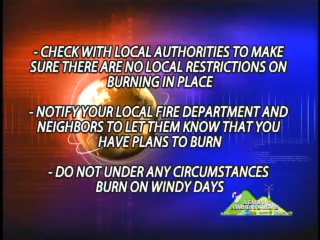 - CHECK WITH LOCAL AUTHORITIES TO MAKE
SURE THERE ARE NO LOCAL RESTRICTIONS ON
BURNING IN PLACE
- NOTIFY YOUR LOCAL FIRE DEPARTMENT AND
NEIGHBORS TO LET THEM KNOW THAT YOU
HAVE PLANS TO BURN
- DO NOT UNDER ANY CIRCUMSTANCES
BURN ON WINDY DAYS